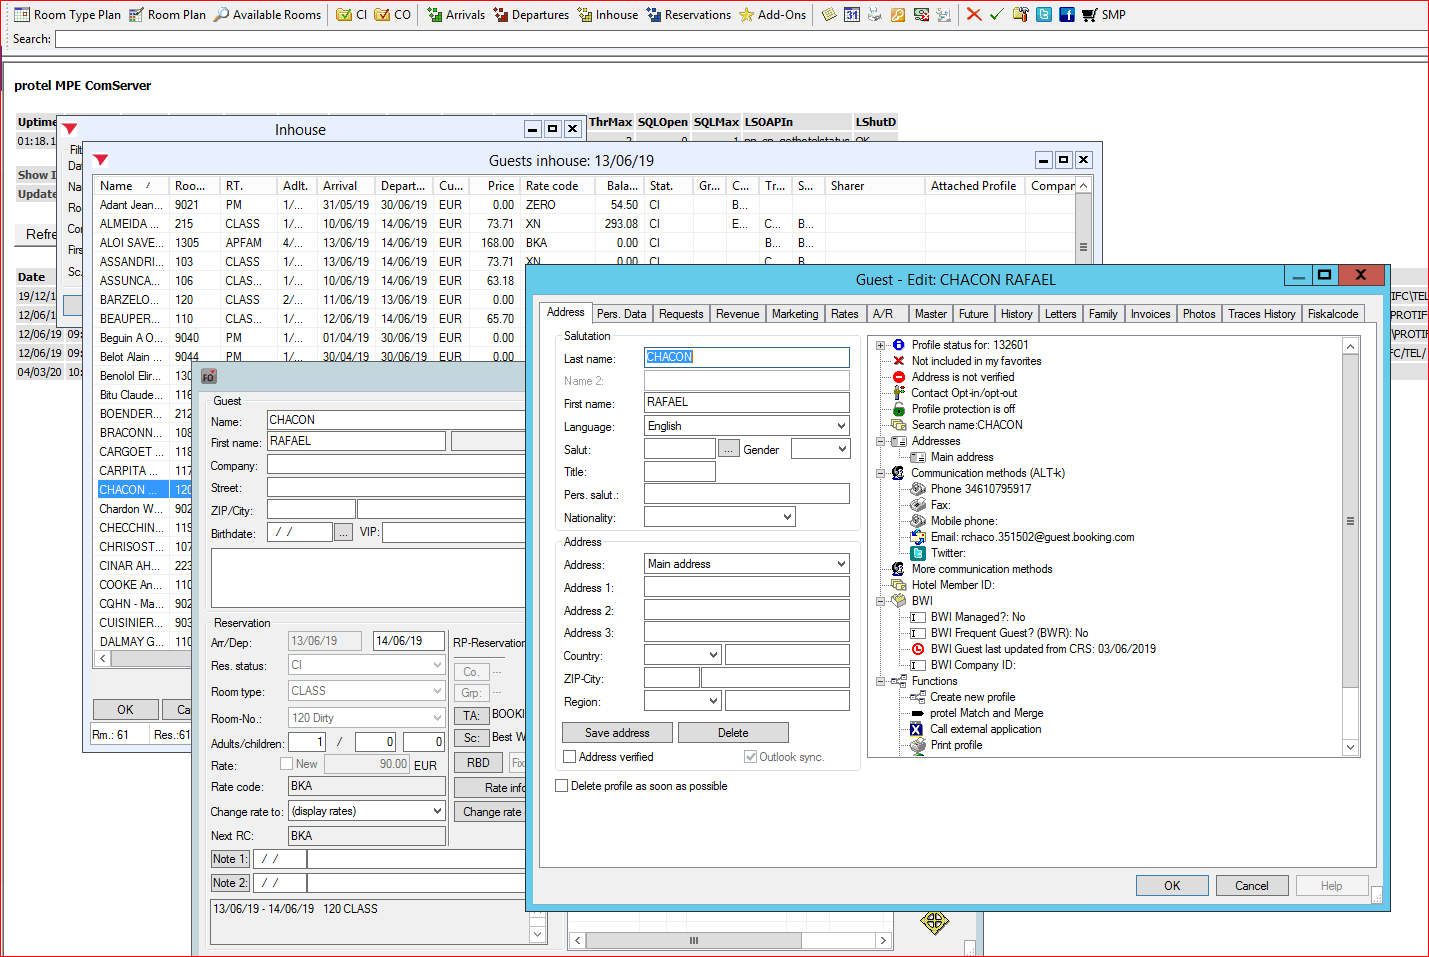 Room Type Plan Room Plan Available Rooms CI CO Arrivals Departures Inhouse Reservations Add-Ons 31 SMP
Search:
protel MPE ComServer
Uptime ThrMax SQLOpen SQLMax LSOAPIn LShutD
01:18.1
Show I
Update
Refre
Date
19/12/1
12/06/1
12/06/19 09:
12/06/19 09:
04/03/20 10:
IFC\TEL
PROTIF
\PROTIF
FC/TEL/
Inhouse
Filt
Da
Na
Ro
Cor
Firs
Sc.
Guests inhouse: 13/06/19
Name Roo... RT. Adlt. Arrival Depart... Cu... Price Rate code Bala... Stat. Gr... C... Tr... S... Sharer Attached Profile Compar
Adant Jean... 9021 PM 1/... 31/05/19 30/06/19 EUR 0.00 ZERO 54.50 CI B...
ALMEIDA ... 215 CLASS 1/... 10/06/19 14/06/19 EUR 73.71 XN 293.08 CI E... C... B...
ALOI SAVE... 1305 APFAM 4/... 13/06/19 14/06/19 EUR 168.00 BKA 0.00 CI B... B...
ASSANDRI... 103 CLASS 1/... 13/06/19 14/06/19 EUR 73.71 XN 0.00 CI C... B...
ASSUNCA... 106 CLAS... 1/... 10/06/19 14/06/19 EUR 63.18
BARZELO... 120 CLASS 2/... 11/06/19 13/06/19 EUR 0.00
BEAUPER... 110 CLAS... 1/... 12/06/19 14/06/19 EUR 65.70
Beguin A O... 9040 PM 1/... 01/04/19 30/06/19 EUR 0.00
Belot Alain ... 9044 PM 1/... 30/04/19 30/06/19 EUR 0.00
Benolol Elir... 130
Bitu Claude... 110
BOENDER... 212
BRACONN... 108
CARGOET ... 118
CARPITA ... 117
CHACON ... 120
Chardon W... 902
CHECCHIN... 119
CHRISOST... 107
CINAR AH... 223
COOKE An... 110
CQHN - Ma... 902
CUISINIER... 903
DALMAY G... 110
OK Ca
Rm.: 61 Res.:61
FO
Guest
Name: CHACON
First name: RAFAEL
Company:
Street:
ZIP/City:
Birthdate: / / ... VIP:
Reservation
Arr/Dep: 13/06/19 14/06/19 RP-Reservation
Res. status: CI Co. ---
Room type: CLASS Grp: ---
Room-No.: 120 Dirty TA: BOOKI
Adults/children: 1 / 0 0 Sc: Best W
Rate: New 90.00 EUR RBD Fix
Rate code: BKA Rate info
Change rate to: (display rates) Change rate
Next RC: BKA
Note 1: / /
Note 2: / /
13/06/19 - 14/06/19 120 CLASS
Guest - Edit: CHACON RAFAEL
Address Pers. Data Requests Revenue Marketing Rates A/R Master Future History Letters Family Invoices Photos Traces History Fiskalcode
Salutation
Last name: CHACON
Name 2:
First name: RAFAEL
Language: English
Salut: ... Gender
Title:
Pers. salut.:
Nationality:
Address
Address: Main address
Address 1:
Address 2:
Address 3:
Country:
ZIP-City:
Region:
Save address Delete
Address verified Outlook sync.
Delete profile as soon as possible
Profile status for: 132601
Not included in my favorites
Address is not verified
Contact Opt-in/opt-out
Profile protection is off
Search name:CHACON
Addresses
Main address
Communication methods (ALT-k)
Phone 34610795917
Fax:
Mobile phone:
Email: rchaco.351502@guest.booking.com
Twitter:
More communication methods
Hotel Member ID:
BWI
BWI Managed?: No
BWI Frequent Guest? (BWR): No
BWI Guest last updated from CRS: 03/06/2019
BWI Company ID:
Functions
Create new profile
protel Match and Merge
Call external application
Print profile
OK Cancel Help